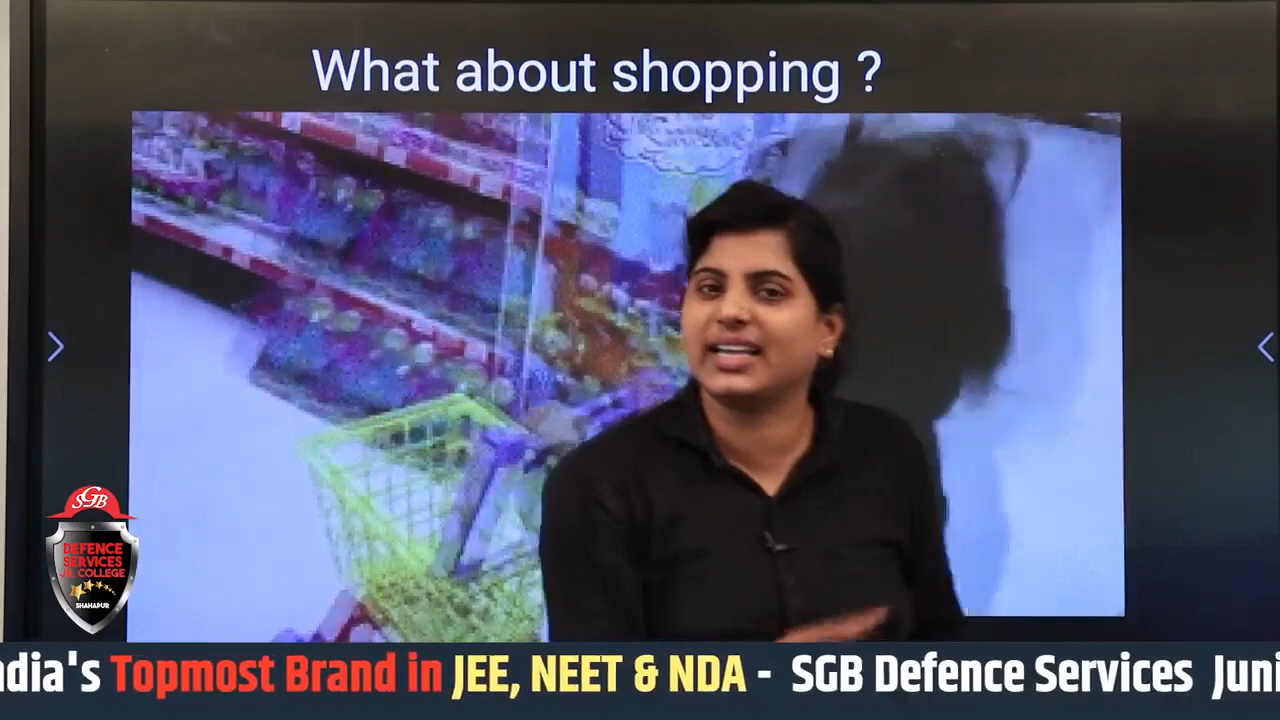 What about shopping ?
SGB
DEFENCE
SERVICES
JR. COLLEGE
SHAHAPUR
ndia's Topmost Brand in JEE, NEET & NDA - SGB Defence Services Juni